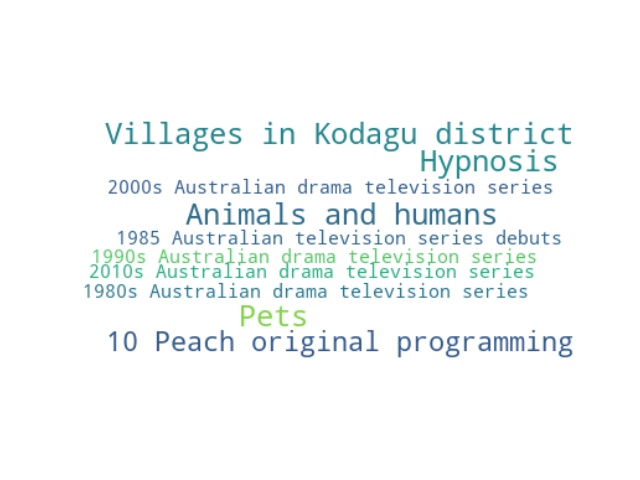 Villages in Kodagu district
Hypnosis
2000s Australian drama television series
Animals and humans
1985 Australian television series debuts
1990s Australian drama television series
2010s Australian drama television series
1980s Australian drama television series
Pets
10 Peach original programming